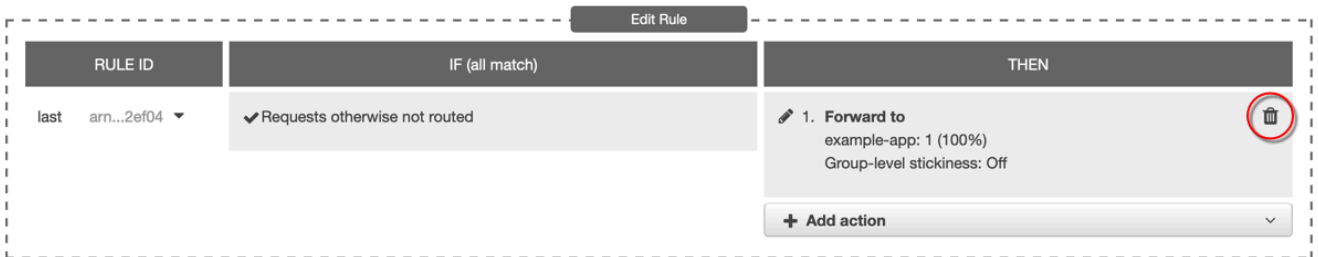 Edit Rule
RULE ID
IF (all match)
THEN
last arn...2ef04
Requests otherwise not routed
1. Forward to
example-app: 1 (100%)
Group-level stickiness: Off
Add action